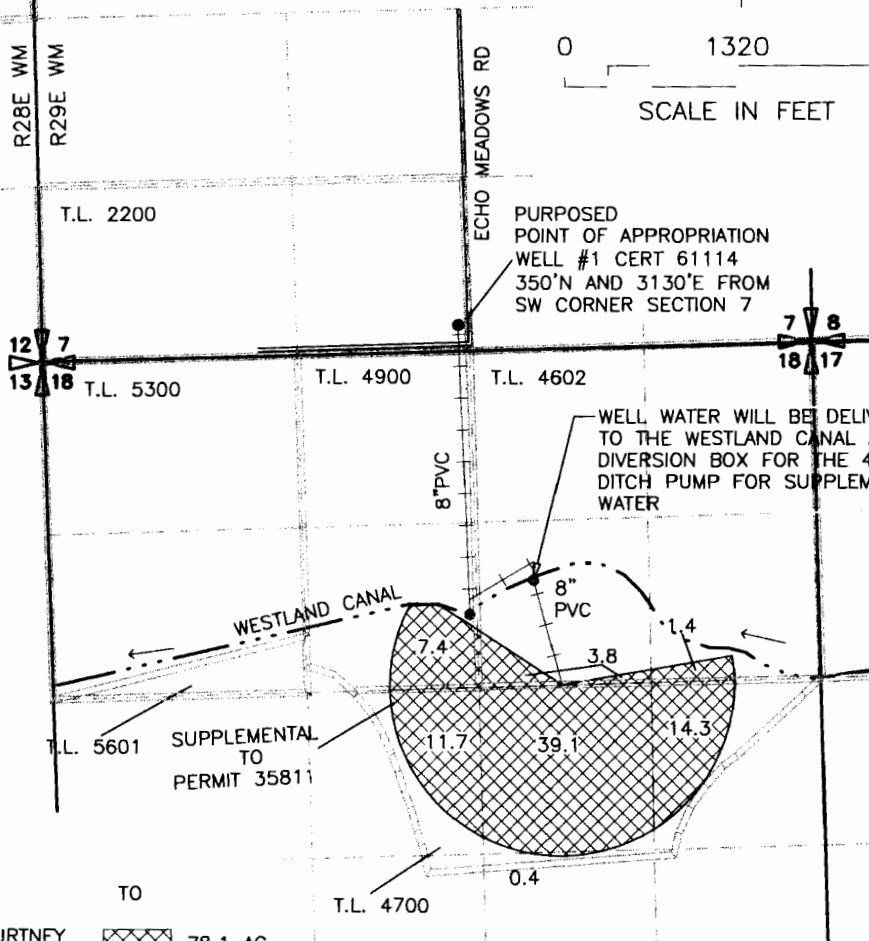 R28E WM
R29E WM
ECHO MEADOWS RD
0 1320
SCALE IN FEET
T.L. 2200
PURPOSED
POINT OF APPROPRIATION
WELL #1 CERT 61114
350'N AND 3130'E FROM
SW CORNER SECTION 7
12 7
13 18
7 8
18 17
T.L. 5300
T.L. 4900
T.L. 4602
WELL WATER WILL BE
TO THE WESTLAND CANAL
DIVERSION BOX FOR THE
DITCH PUMP FOR
WATER
8"PVC
8"
PVC
WESTLAND CANAL
7.4
3.8
1.4
11.7
39.1
14.3
T.L. 5601
SUPPLEMENTAL
TO
PERMIT 35811
0.4
T.L. 4700
TO
78.1 AC